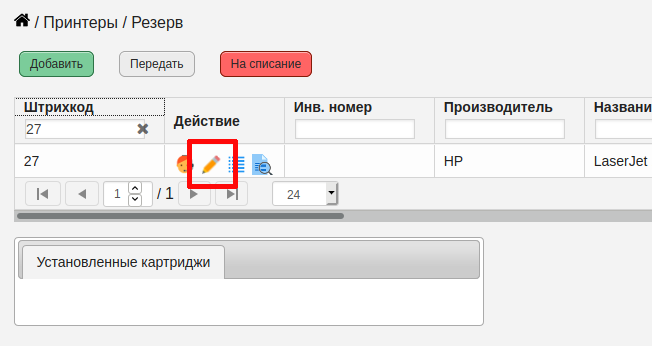 / Принтеры / Резерв
Добавить Передать На списание
Штрихкод Действие Инв. номер Производитель Названи
27
27 HP LaserJet
1 / 1 24
Установленные картриджи